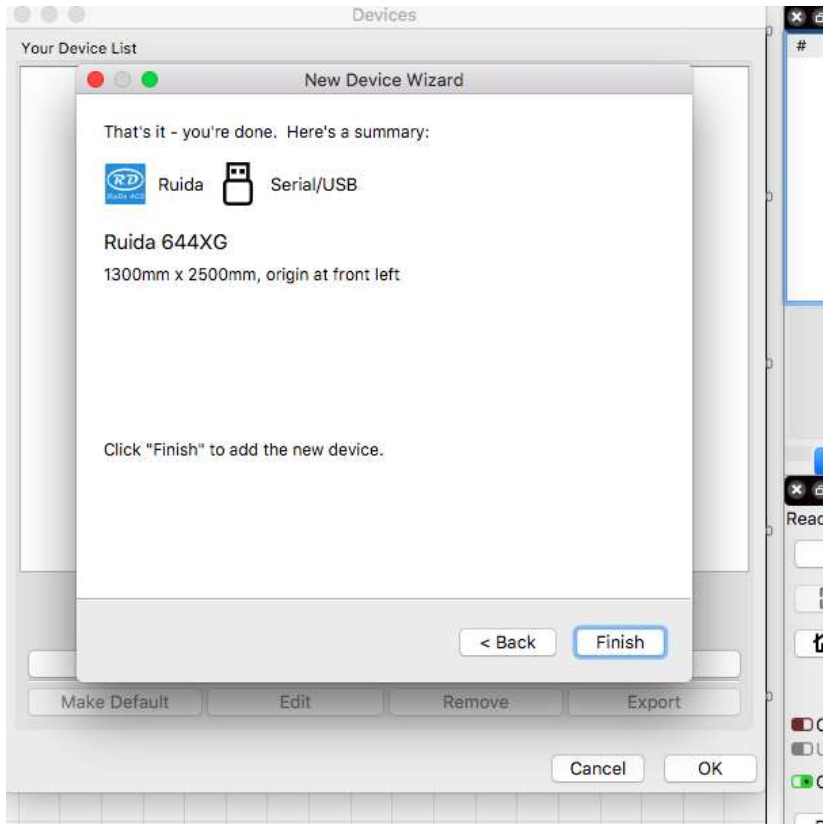 Devices
Your Device List
#
New Device Wizard
That's it - you're done. Here's a summary:
RD
Ruida Serial/USB
Ruida 644XG
1300mm x 2500mm, origin at front left
Click "Finish" to add the new device.
< Back Finish
Make Default Edit Remove Export
Cancel OK